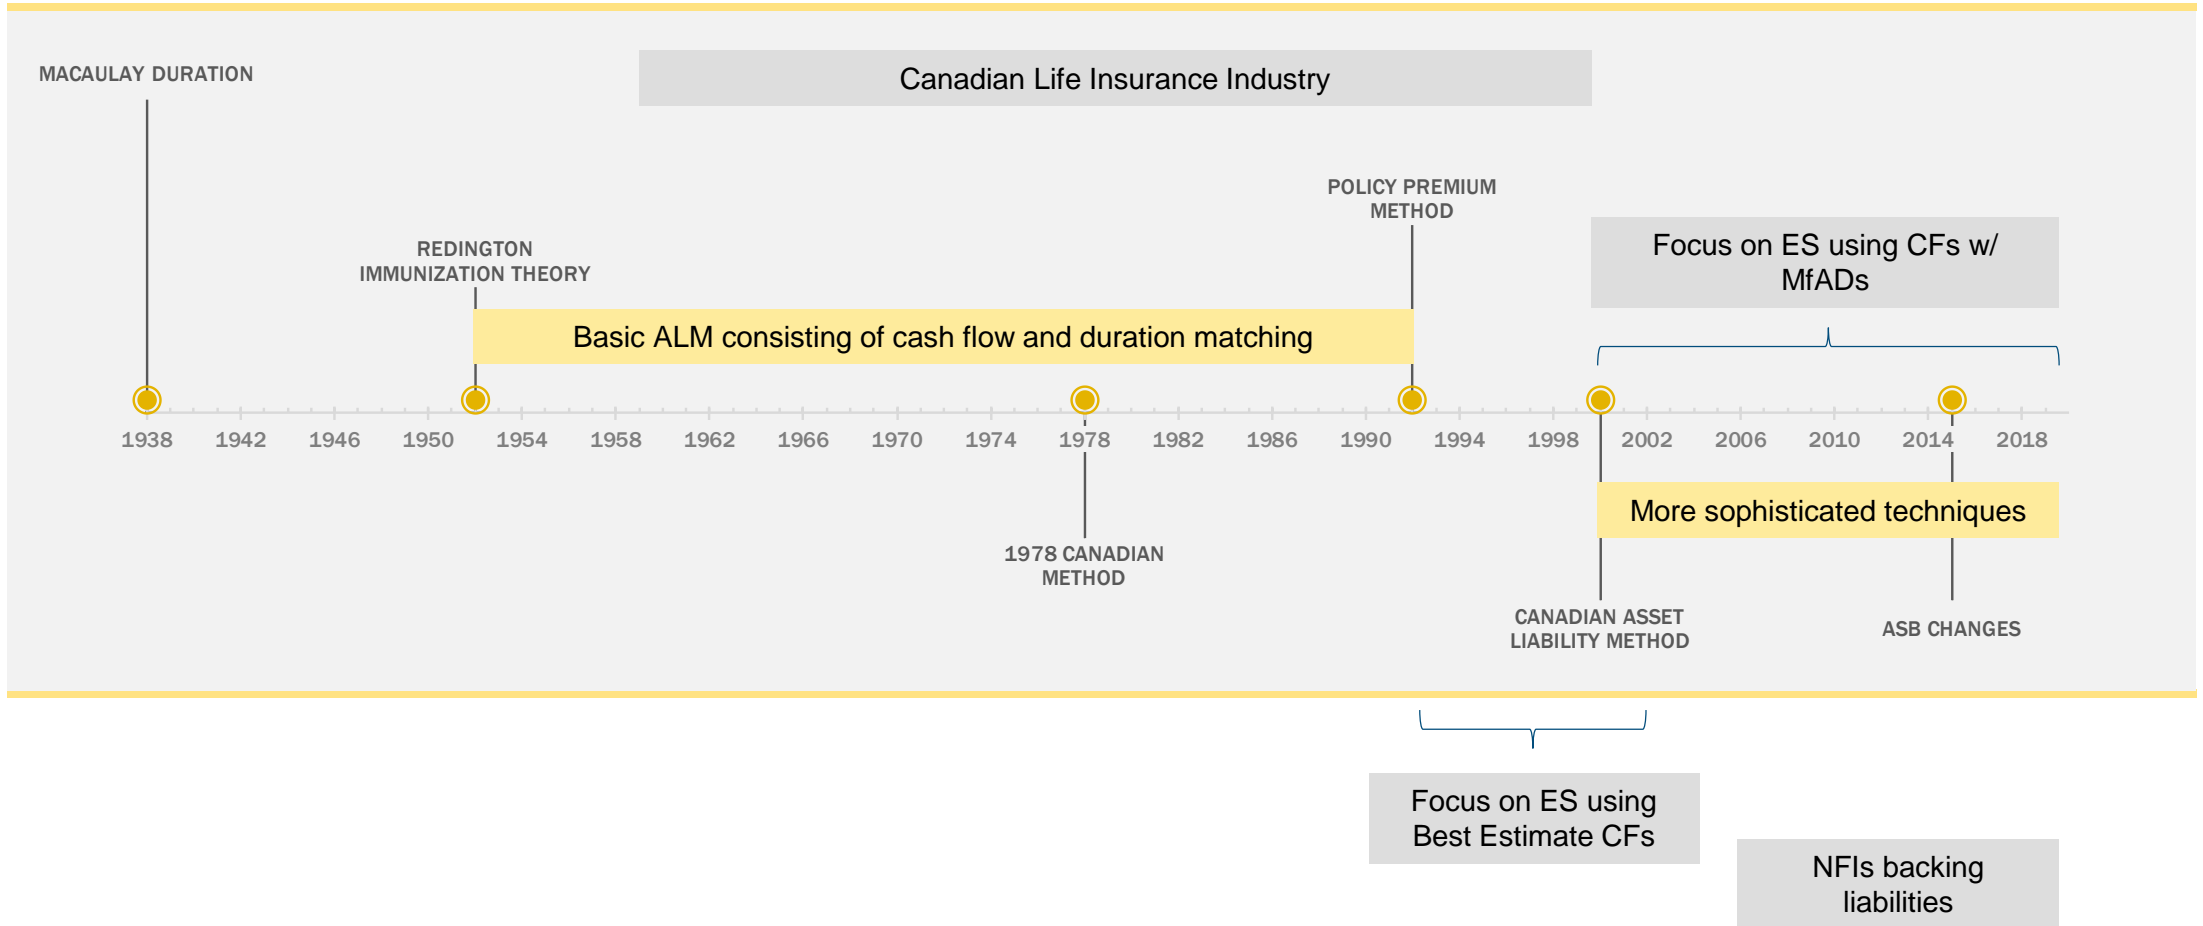 MACAULAY DURATION
Canadian Life Insurance Industry
POLICY PREMIUM
METHOD
REDINGTON
IMMUNIZATION THEORY
Focus on ES using CFs w/
MfADs
Basic ALM consisting of cash flow and duration matching
1938 1942 1946 1950 1954 1958 1962 1966 1970 1974 1978 1982 1986 1990 1994 1998 2002 2006 2010 2014 2018
More sophisticated techniques
1978 CANADIAN
METHOD
CANADIAN ASSET
LIABILITY METHOD
ASB CHANGES
Focus on ES using
Best Estimate CFs
NFIs backing
liabilities